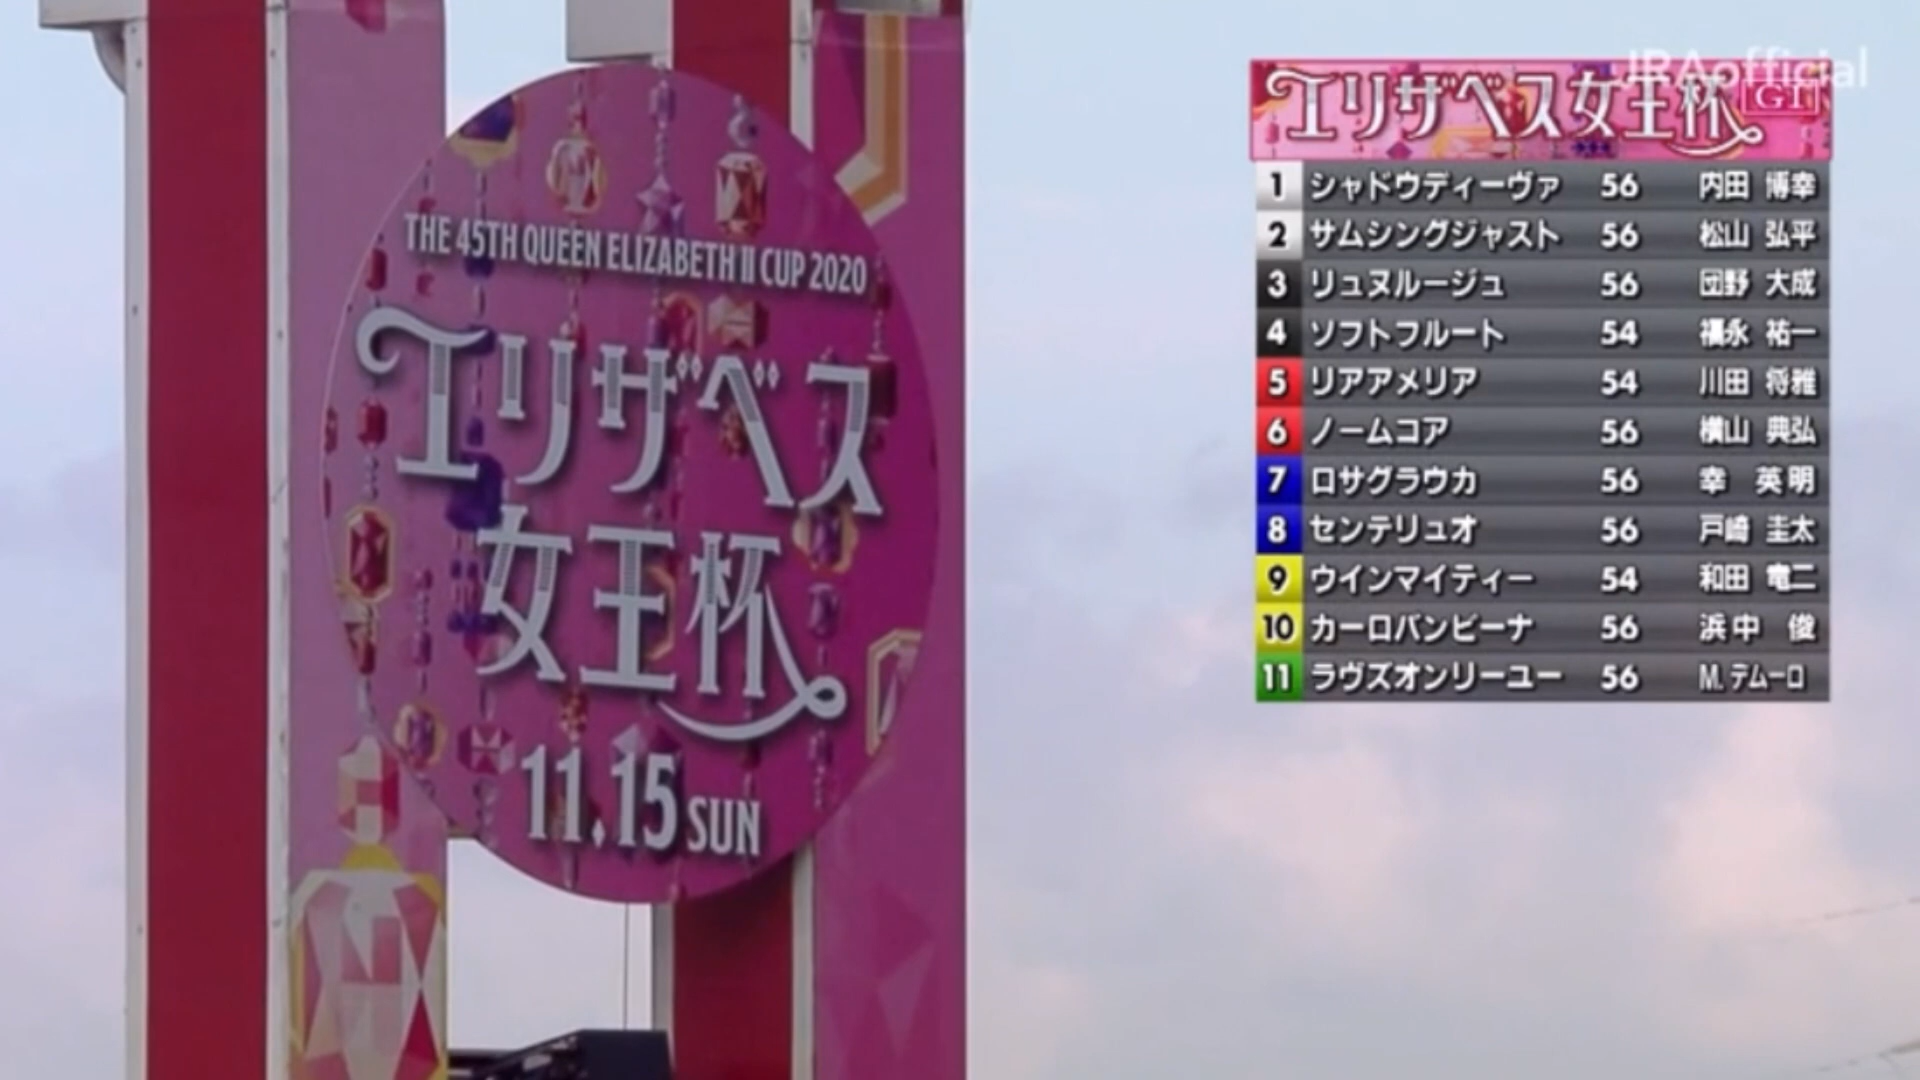 THE 45TH QUEEN ELIZABETH II CUP 2020
エリザベス
女王杯
11.15 SUN
JRAofficial
エリザベス女王杯 GI
1 シャドウディーヴァ 56 内田 博幸
2 サムシングジャスト 56 松山 弘平
3 リュヌルージュ 56 団野 大成
4 ソフトフルート 54 福永 祐一
5 リアアメリア 54 川田 将雅
6 ノームコア 56 横山 典弘
7 ロサグラウカ 56 幸 英明
8 センテリュオ 56 戸崎 圭太
9 ウインマイティー 54 和田 竜二
10 カーロバンビーナ 56 浜中 俊
11 ラヴズオンリーユー 56 M.デムーロ